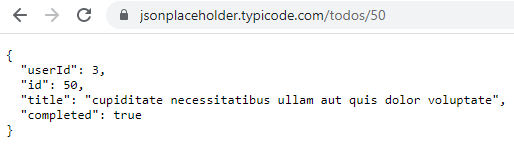 jsonplaceholder.typicode.com/todos/50
{
  "userId": 3,
  "id": 50,
  "title": "cupiditate necessitatibus ullam aut quis dolor voluptate",
  "completed": true
}